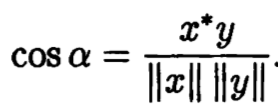 cos α = x*y / ‖x‖ ‖y‖.